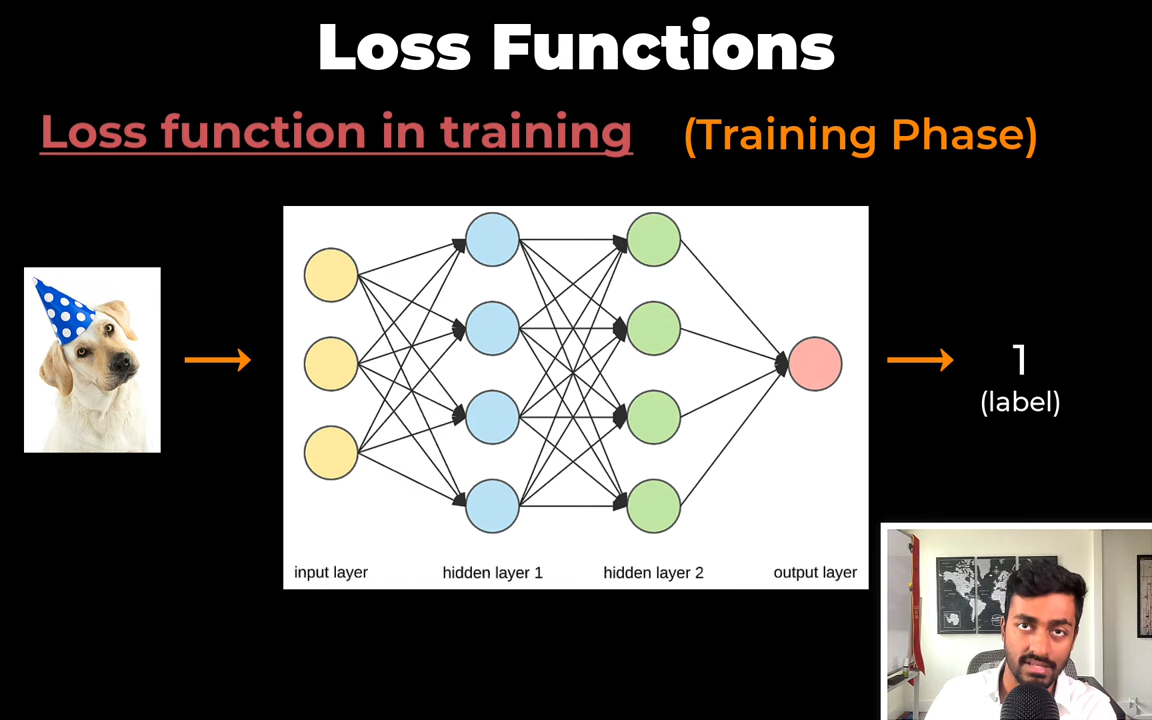 Loss Functions
Loss function in training (Training Phase)
1
(label)
input layer hidden layer 1 hidden layer 2 output layer